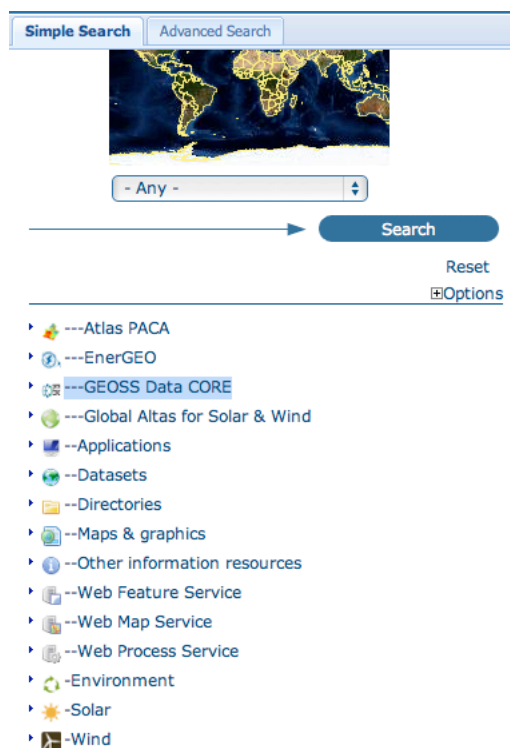 Simple Search Advanced Search
- Any -
Search
Reset
Options
---Atlas PACA
---EnerGEO
---GEOSS Data CORE
---Global Altas for Solar & Wind
--Applications
--Datasets
--Directories
--Maps & graphics
--Other information resources
--Web Feature Service
--Web Map Service
--Web Process Service
-Environment
-Solar
-Wind